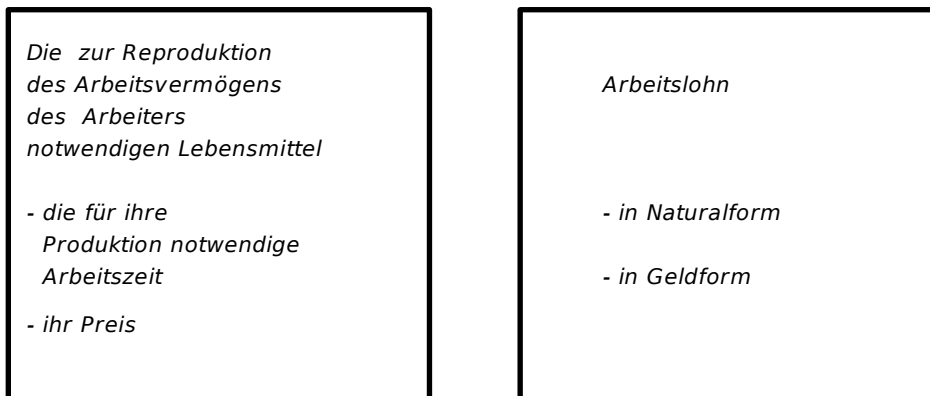 Die  zur Reproduktion
des Arbeitsvermögens
des  Arbeiters
notwendigen Lebensmittel
- die für ihre
Produktion notwendige
Arbeitszeit
- ihr Preis
Arbeitslohn
- in Naturalform
- in Geldform